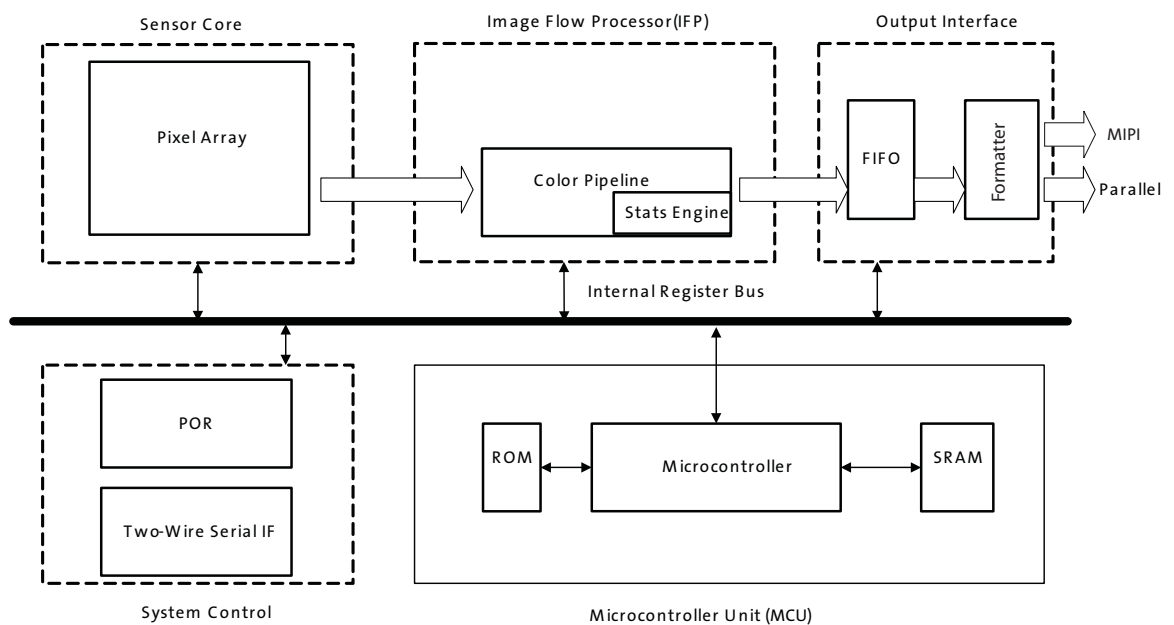 Sensor Core
Image Flow Processor(IFP)
Output Interface
Pixel Array
Color Pipeline
Stats Engine
FIFO
Formatter
MIPI
Parallel
Internal Register Bus
POR
Two-Wire Serial IF
ROM
Microcontroller
SRAM
System Control
Microcontroller Unit (MCU)